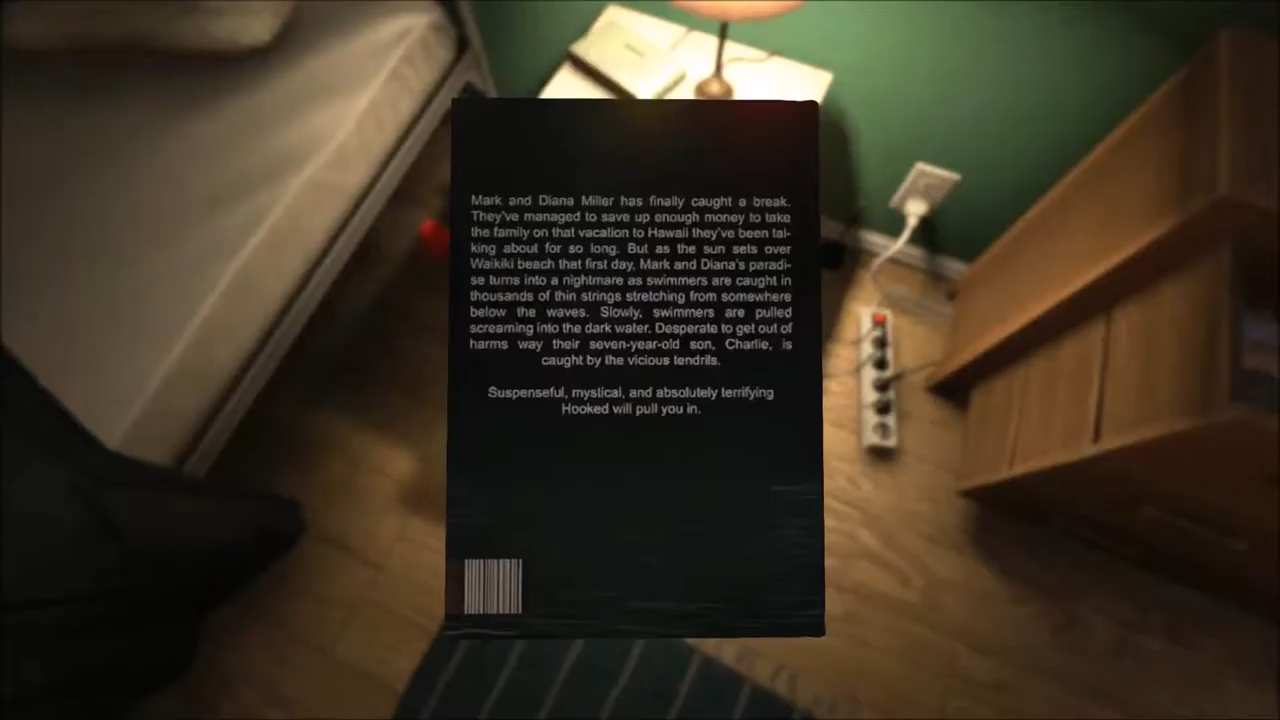 Mark and Diana Miller has finally caught a break.
They've managed to save up enough money to take
the family on that vacation to Hawaii they've been tal-
king about for so long. But as the sun sets over
Waikiki beach that first day, Mark and Diana's paradi-
se turns into a nightmare as swimmers are caught in
thousands of thin strings stretching from somewhere
below the waves. Slowly, swimmers are pulled
screaming into the dark water. Desperate to get out of
harms way their seven-year-old son, Charlie, is
caught by the vicious tendrils.
Suspenseful, mystical, and absolutely terrifying
Hooked will pull you in.